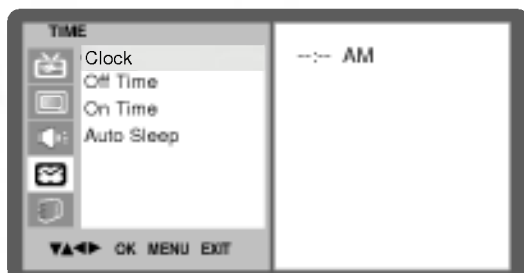 TIME
Clock
--:-- AM
Off Time
On Time
Auto Sleep
▼▲◀▶ OK MENU EXIT